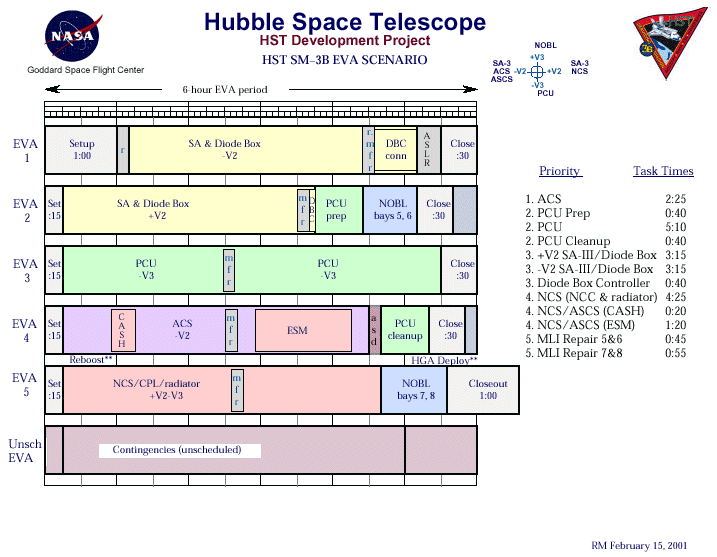 Hubble Space Telescope
HST Development Project
HST SM–3B EVA SCENARIO
NASA
Goddard Space Flight Center
NOBL
+V3
SA-3
ACS
ASCS
-V2
+V2
SA-3
NCS
-V3
PCU
6-hour EVA period
EVA
1
Setup
1:00
r
SA & Diode Box
-V2
r.
m
f
r
DBC
conn
A
S
L
R
Close
:30
EVA
2
Set
:15
SA & Diode Box
+V2
m
f
r
D
B
C
PCU
prep
NOBL
bays 5, 6
Close
:30
EVA
3
Set
:15
PCU
-V3
m
f
r
PCU
-V3
Close
:30
EVA
4
Set
:15
C
A
S
H
ACS
-V2
m
f
r
ESM
a
s
d
PCU
cleanup
Close
:30
Reboost**
HGA Deploy**
EVA
5
Set
:15
NCS/CPL/radiator
+V2-V3
m
f
r
NOBL
bays 7, 8
Closeout
1:00
Unsch
EVA
Contingencies (unscheduled)
Priority Task Times
1. ACS 2:25
2. PCU Prep 0:40
2. PCU 5:10
2. PCU Cleanup 0:40
3. +V2 SA-III/Diode Box 3:15
3. -V2 SA-III/Diode Box 3:15
3. Diode Box Controller 0:40
4. NCS (NCC & radiator) 4:25
4. NCS/ASCS (CASH) 0:20
4. NCS/ASCS (ESM) 1:20
5. MLI Repair 5&6 0:45
5. MLI Repair 7&8 0:55
RM February 15, 2001